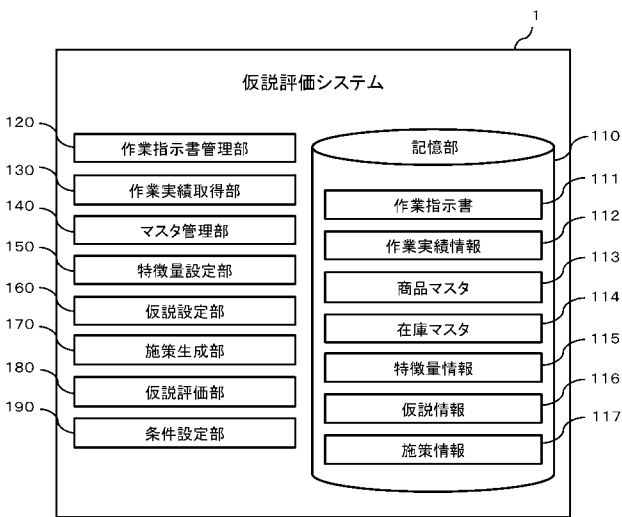 1
仮説評価システム
120
作業指示書管理部
130
作業実績取得部
140
マスタ管理部
150
特徴量設定部
160
仮説設定部
170
施策生成部
180
仮説評価部
190
条件設定部
記憶部
110
作業指示書
111
作業実績情報
112
商品マスタ
113
在庫マスタ
114
特徴量情報
115
仮説情報
116
施策情報
117